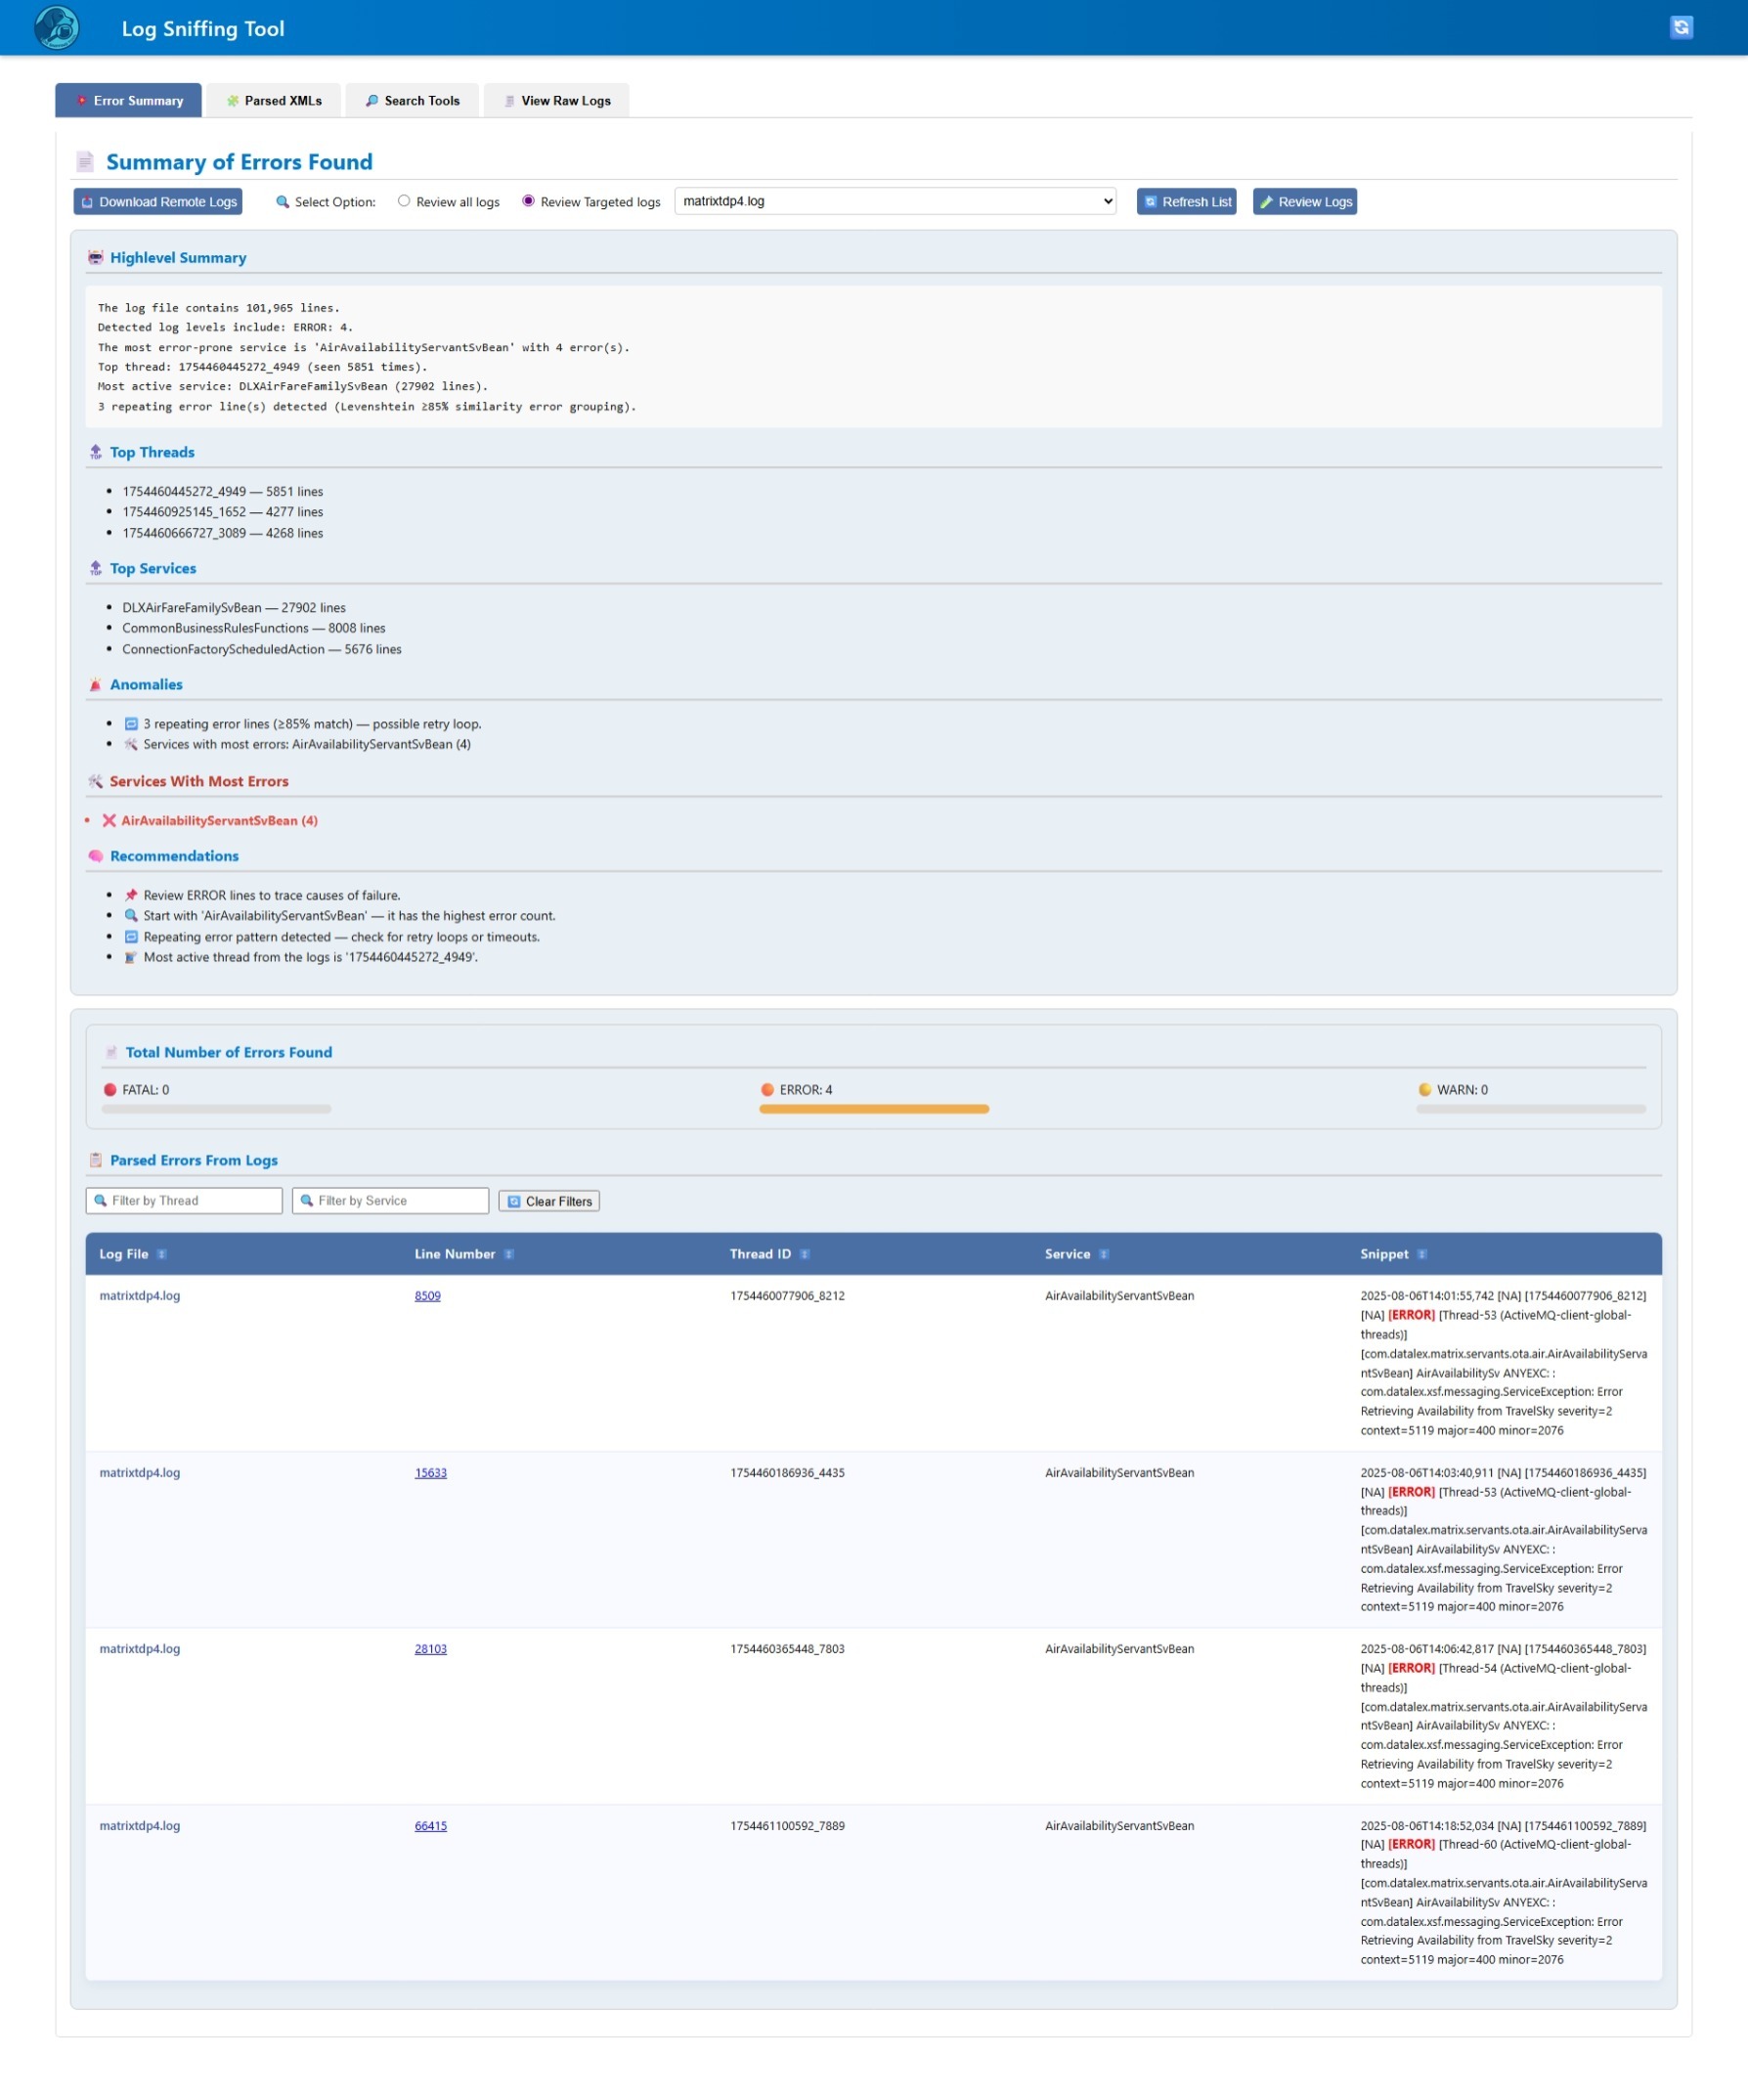 Log Sniffing Tool
Error Summary
Parsed XMLs
Search Tools
View Raw Logs
Summary of Errors Found
Download Remote Logs
Select Option:
Review all logs
Review Targeted logs
matrixtdp4.log
Refresh List
Review Logs
Highlevel Summary
The log file contains 101,965 lines.
Detected log levels include: ERROR: 4.
The most error-prone service is 'AirAvailabilityServantSvBean' with 4 error(s).
Top thread: 1754460445272_4949 (seen 5851 times).
Most active service: DLXAirFareFamilySvBean (27902 lines).
3 repeating error line(s) detected (Levenshtein ≥85% similarity error grouping).
Top Threads
1754460445272_4949 — 5851 lines
1754460925145_1652 — 4277 lines
1754460666727_3089 — 4268 lines
Top Services
DLXAirFareFamilySvBean — 27902 lines
CommonBusinessRulesFunctions — 8008 lines
ConnectionFactoryScheduledAction — 5676 lines
Anomalies
3 repeating error lines (≥85% match) — possible retry loop.
Services with most errors: AirAvailabilityServantSvBean (4)
Services With Most Errors
AirAvailabilityServantSvBean (4)
Recommendations
Review ERROR lines to trace causes of failure.
Start with 'AirAvailabilityServantSvBean' — it has the highest error count.
Repeating error pattern detected — check for retry loops or timeouts.
Most active thread from the logs is '1754460445272_4949'.
Total Number of Errors Found
FATAL: 0
ERROR: 4
WARN: 0
Parsed Errors From Logs
Filter by Thread
Filter by Service
Clear Filters
Log File
Line Number
Thread ID
Service
Snippet
matrixtdp4.log
8509
1754460077906_8212
AirAvailabilityServantSvBean
2025-08-06T14:01:55,742 [NA] [1754460077906_8212]
[NA] [ERROR] [Thread-53 (ActiveMQ-client-global-
threads)]
[com.datalex.matrix.servants.ota.air.AirAvailabilityServa
ntSvBean] AirAvailabilitySv ANYEXC: :
com.datalex.xsf.messaging.ServiceException: Error
Retrieving Availability from TravelSky severity=2
context=5119 major=400 minor=2076
matrixtdp4.log
15633
1754460186936_4435
AirAvailabilityServantSvBean
2025-08-06T14:03:40,911 [NA] [1754460186936_4435]
[NA] [ERROR] [Thread-53 (ActiveMQ-client-global-
threads)]
[com.datalex.matrix.servants.ota.air.AirAvailabilityServa
ntSvBean] AirAvailabilitySv ANYEXC: :
com.datalex.xsf.messaging.ServiceException: Error
Retrieving Availability from TravelSky severity=2
context=5119 major=400 minor=2076
matrixtdp4.log
28103
1754460365448_7803
AirAvailabilityServantSvBean
2025-08-06T14:06:42,817 [NA] [1754460365448_7803]
[NA] [ERROR] [Thread-54 (ActiveMQ-client-global-
threads)]
[com.datalex.matrix.servants.ota.air.AirAvailabilityServa
ntSvBean] AirAvailabilitySv ANYEXC: :
com.datalex.xsf.messaging.ServiceException: Error
Retrieving Availability from TravelSky severity=2
context=5119 major=400 minor=2076
matrixtdp4.log
66415
1754461100592_7889
AirAvailabilityServantSvBean
2025-08-06T14:18:52,034 [NA] [1754461100592_7889]
[NA] [ERROR] [Thread-60 (ActiveMQ-client-global-
threads)]
[com.datalex.matrix.servants.ota.air.AirAvailabilityServa
ntSvBean] AirAvailabilitySv ANYEXC: :
com.datalex.xsf.messaging.ServiceException: Error
Retrieving Availability from TravelSky severity=2
context=5119 major=400 minor=2076